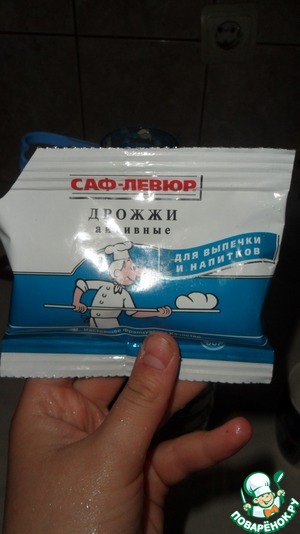 САФ-ЛЕВЮР
ДРОЖЖИ
активные
ДЛЯ ВЫПЕЧКИ
И НАПИТКОВ
ПОВАРЁНОК.РУ